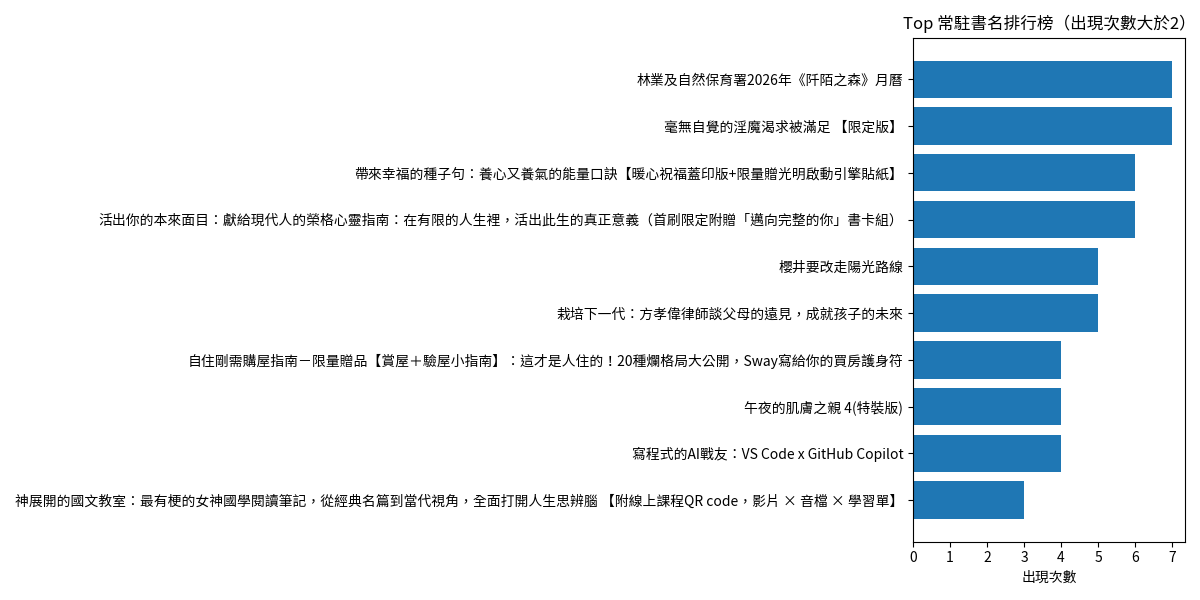 Top 常駐書名排行榜（出現次數大於2）
林業及自然保育署2026年《阡陌之森》月曆
毫無自覺的淫魔渴求被滿足 【限定版】
帶來幸福的種子句：養心又養氣的能量口訣【暖心祝福蓋印版+限量贈光明啟動引擎貼紙】
活出你的本來面目：獻給現代人的榮格心靈指南：在有限的人生裡，活出此生的真正意義（首刷限定附贈「邁向完整的你」書卡組）
櫻井要改走陽光路線
栽培下一代：方孝偉律師談父母的遠見，成就孩子的未來
自住剛需購屋指南－限量贈品【賞屋＋驗屋小指南】：這才是人住的！20種爛格局大公開，Sway寫給你的買房護身符
午夜的肌膚之親 4(特裝版)
寫程式的AI戰友：VS Code x GitHub Copilot
神展開的國文教室：最有梗的女神國學閱讀筆記，從經典名篇到當代視角，全面打開人生思辨腦 【附線上課程QR code，影片 × 音檔 × 學習單】
0 1 2 3 4 5 6 7
出現次數